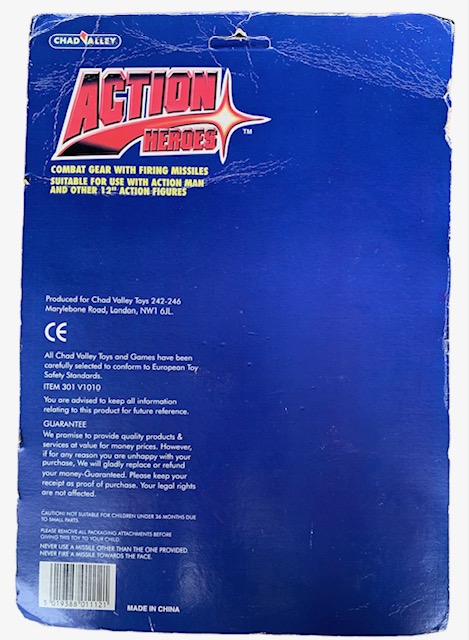 CHAD VALLEY
ACTION
HEROES
TM
COMBAT GEAR WITH FIRING MISSILES
SUITABLE FOR USE WITH ACTION MAN
AND OTHER 12" ACTION FIGURES
Produced for Chad Valley Toys 242-246
Marylebone Road, London, NW1 6JL.
CE
All Chad Valley Toys and Games have been
carefully selected to conform to European Toy
Safety Standards.
ITEM 301 V1010
You are advised to keep all information
relating to this product for future reference.
GUARANTEE
We promise to provide quality products &
services at value for money prices. However,
if for any reason you are unhappy with your
purchase, We will gladly replace or refund
your money-Guaranteed. Please keep your
receipt as proof of purchase. Your legal rights
are not affected.
CAUTION! NOT SUITABLE FOR CHILDREN UNDER 36 MONTHS DUE
TO SMALL PARTS.
PLEASE REMOVE ALL PACKAGING ATTACHMENTS BEFORE
GIVING THIS TOY TO YOUR CHILD.
NEVER USE A MISSILE OTHER THAN THE ONE PROVIDED.
NEVER FIRE A MISSILE TOWARDS THE FACE.
5 019388 011121
MADE IN CHINA